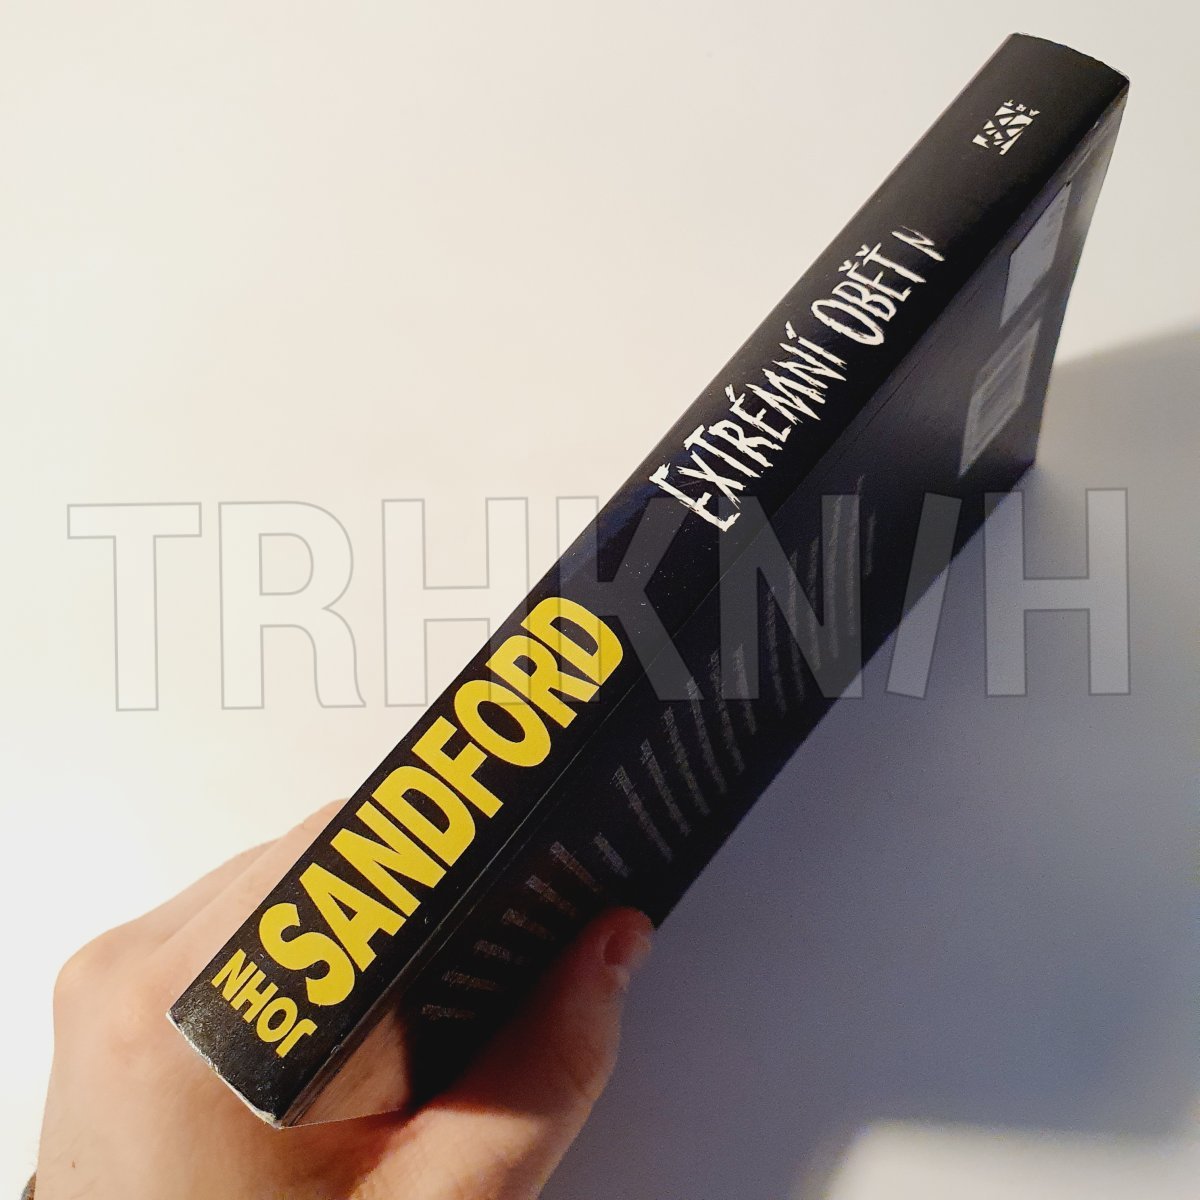 JOHN
SANDFORD
EXTRÉMNÍ OBĚŤ N
TRHKNIH